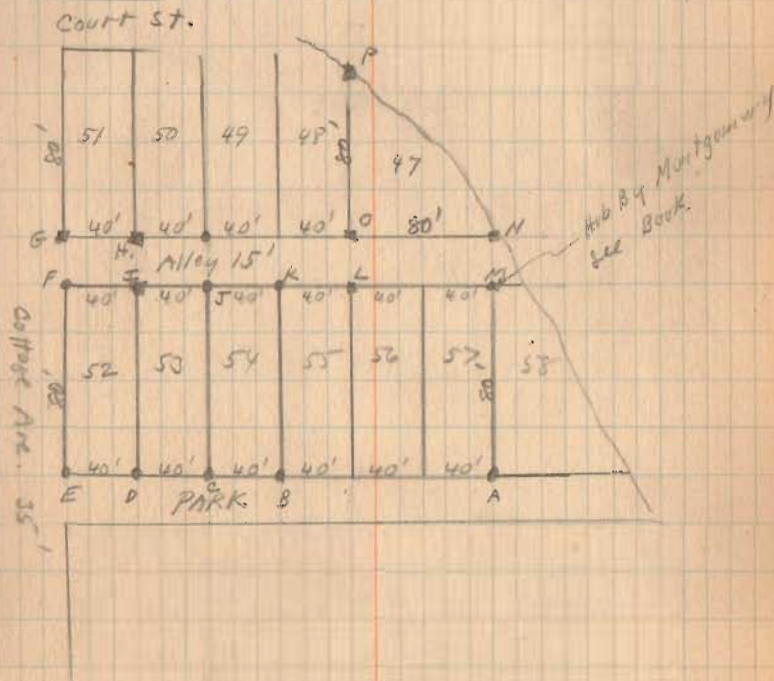 Court St.
P
51 50 49 48 47
80' 80'
40' 40' 40' 40' 80'
G H. O N
Alley 15'
Hub By Montgomery
See Book.
F I J K L M
40' 40' 40' 40' 40' 40'
52 53 54 55 56 57 58
80' 80'
40' 40' 40' 40' 40' 40'
E D C B A
PARK.
Cottage Ave. 35'